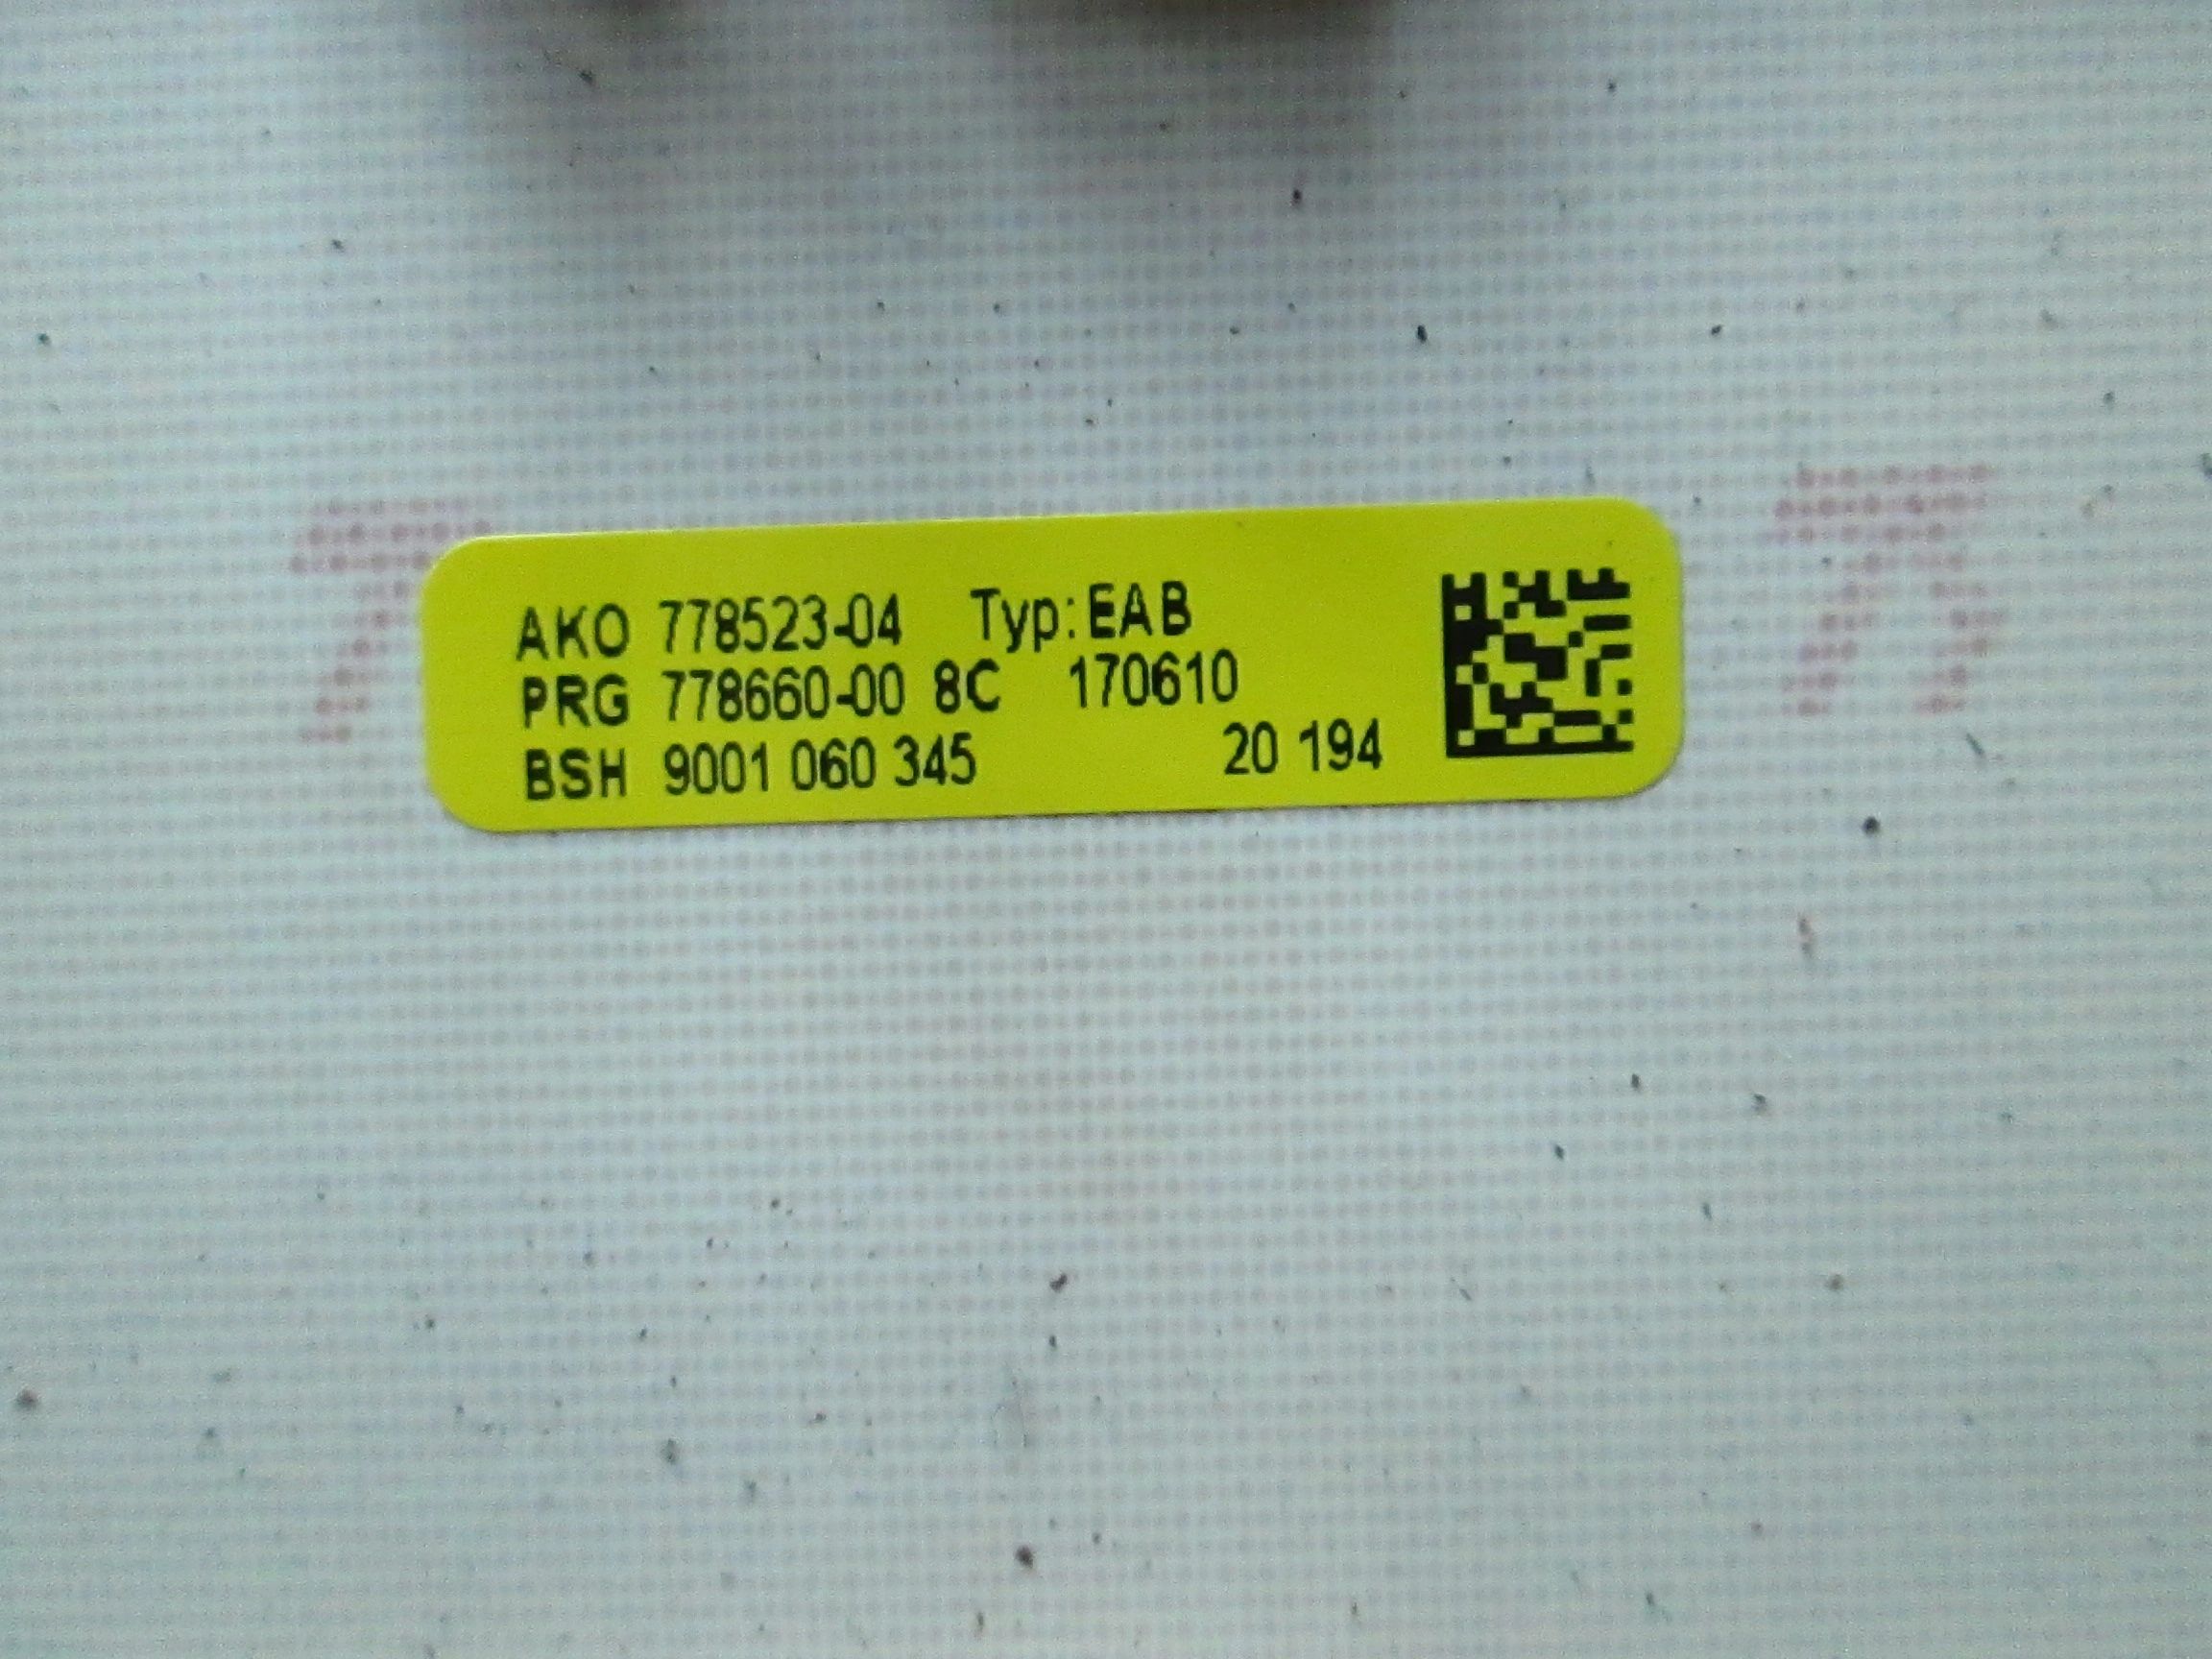 AKO 778523-04 Typ:EAB
PRG 778660-00 8C 170610
BSH 9001 060 345 20 194